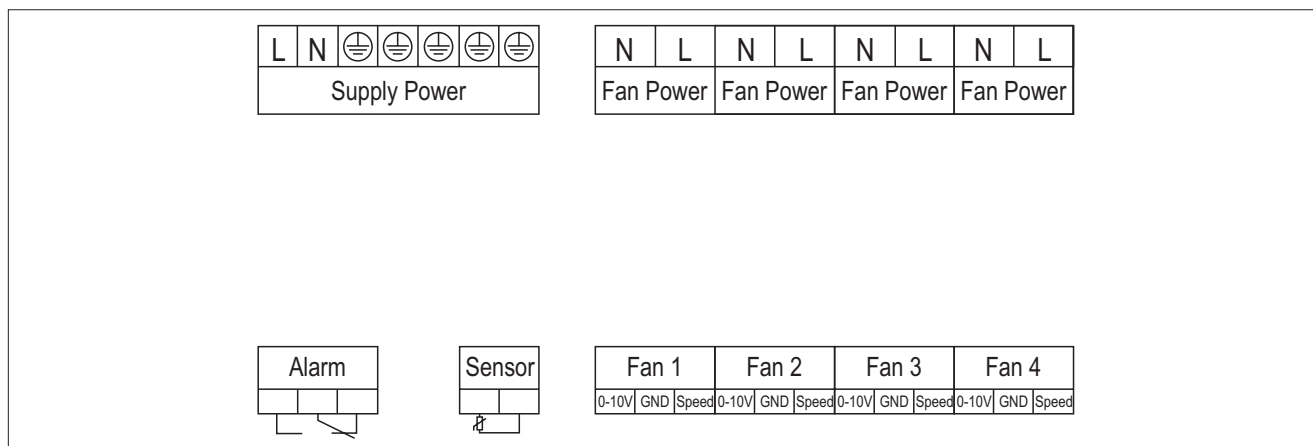 L N N L N L N L N L
Supply Power Fan Power Fan Power Fan Power Fan Power
Alarm Sensor Fan 1 Fan 2 Fan 3 Fan 4
0-10V GND Speed 0-10V GND Speed 0-10V GND Speed 0-10V GND Speed